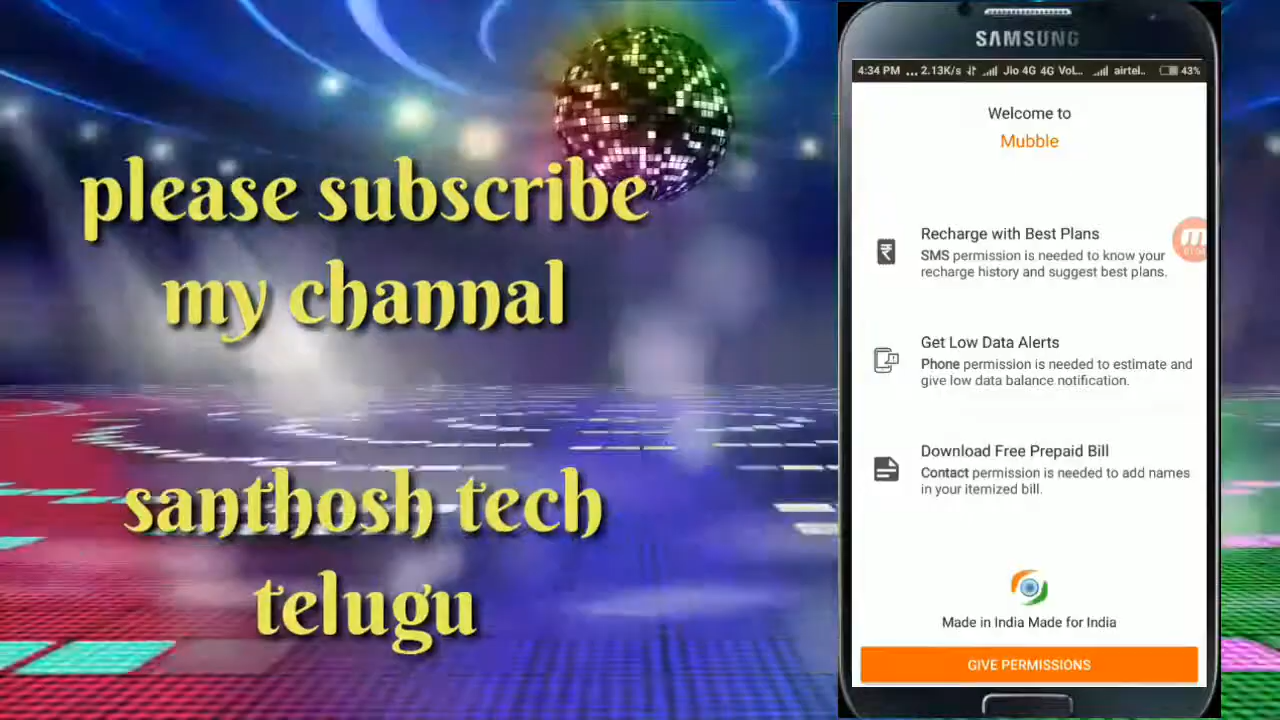 please subscribe
my channal
santhosh tech
telugu
SAMSUNG
4:34 PM ... 2.13K/s Jio 4G 4G VoL... airtel.. 43%
Welcome to
Mubble
Recharge with Best Plans
SMS permission is needed to know your
recharge history and suggest best plans.
01:04
Get Low Data Alerts
Phone permission is needed to estimate and
give low data balance notification.
Download Free Prepaid Bill
Contact permission is needed to add names
in your itemized bill.
Made in India Made for India
GIVE PERMISSIONS